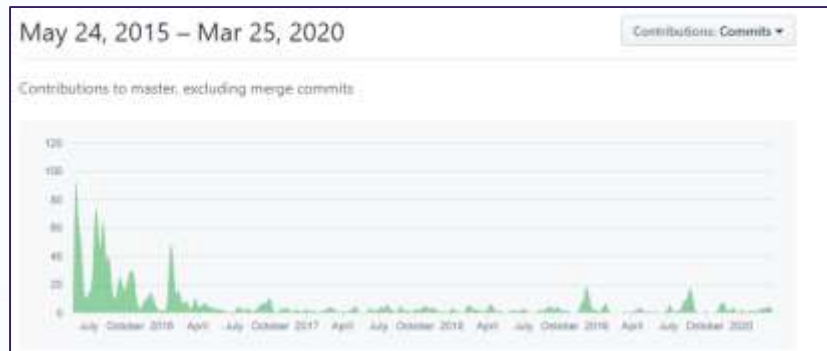 May 24, 2015 – Mar 25, 2020
Contributions: Commits
Contributions to master, excluding merge commits
120
100
80
60
40
20
0
July October 2016 April July October 2017 April July October 2018 April July October 2019 April July October 2020